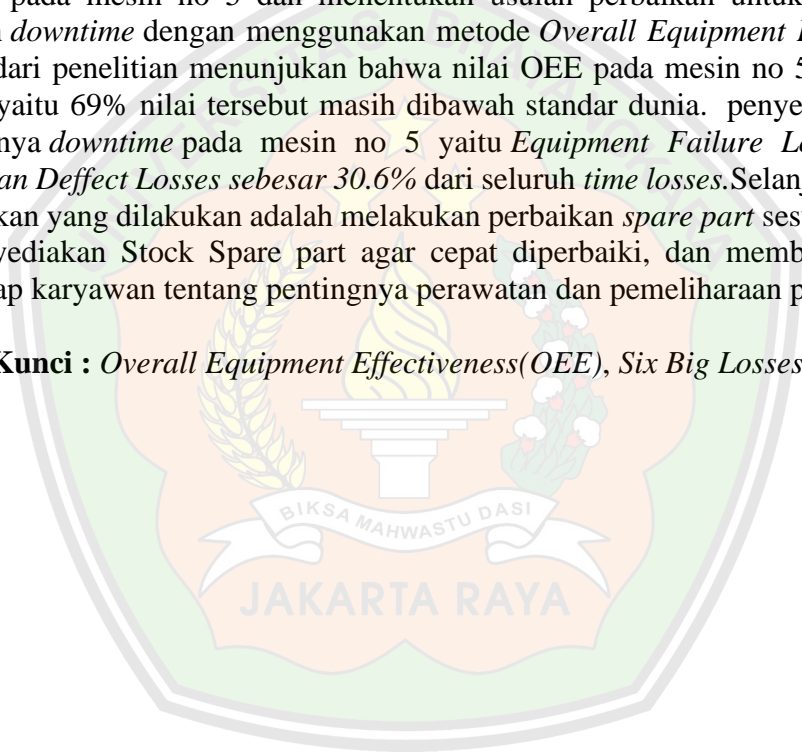 pada mesin no 5 dan menentukan usulan perbaikan untuk
downtime dengan menggunakan metode Overall Equipment
dari penelitian menunjukan bahwa nilai OEE pada mesin no 5
yaitu 69% nilai tersebut masih dibawah standar dunia. penye
nya downtime pada mesin no 5 yaitu Equipment Failure Lo
an Deffect Losses sebesar 30.6% dari seluruh time losses.Selanj
kan yang dilakukan adalah melakukan perbaikan spare part sesu
yediakan Stock Spare part agar cepat diperbaiki, dan memb
ap karyawan tentang pentingnya perawatan dan pemeliharaan p
Kunci : Overall Equipment Effectiveness(OEE), Six Big Losses
BIKSA MAHWASTU DASI
JAKARTA RAYA